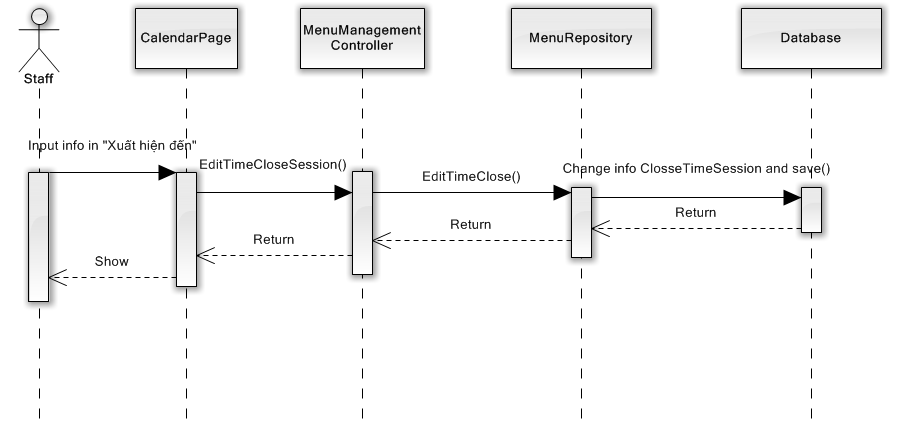 Staff
CalendarPage
MenuManagement
Controller
MenuRepository
Database
Input info in "Xuất hiện đến"
EditTimeCloseSession()
EditTimeClose()
Change info ClosseTimeSession and save()
Return
Return
Return
Show